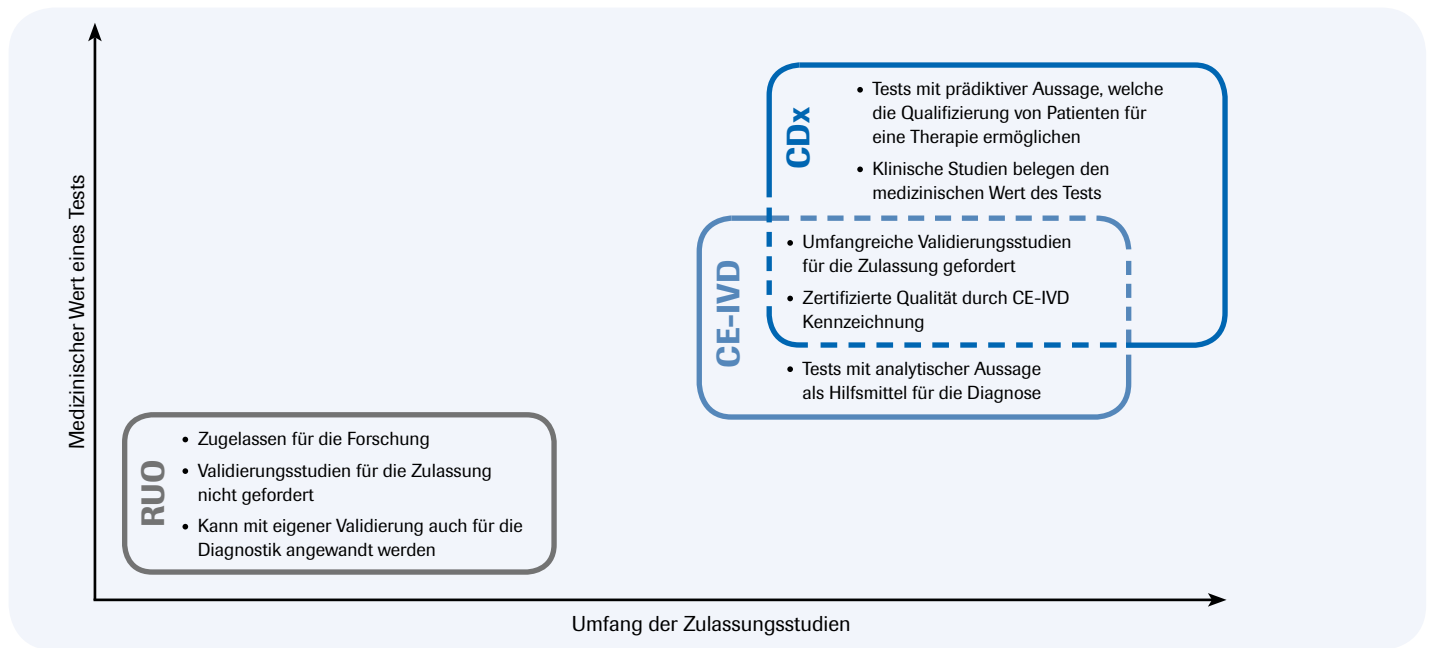 Medizinischer Wert eines Tests
CDx
• Tests mit prädiktiver Aussage, welche
die Qualifizierung von Patienten für
eine Therapie ermöglichen
• Klinische Studien belegen den
medizinischen Wert des Tests
CE-IVD
• Umfangreiche Validierungsstudien
für die Zulassung gefordert
• Zertifizierte Qualität durch CE-IVD
Kennzeichnung
• Tests mit analytischer Aussage
als Hilfsmittel für die Diagnose
RUO
• Zugelassen für die Forschung
• Validierungsstudien für die Zulassung
nicht gefordert
• Kann mit eigener Validierung auch für die
Diagnostik angewandt werden
Umfang der Zulassungsstudien